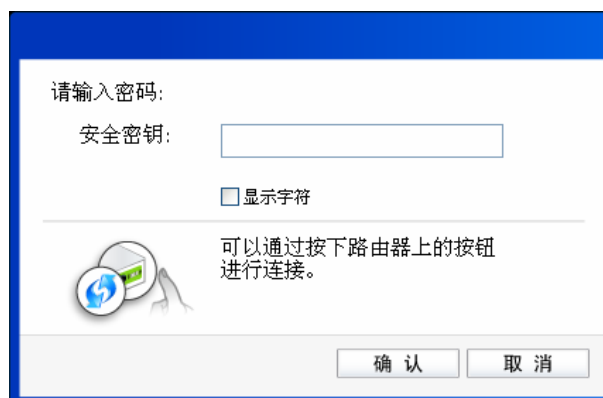 请输入密码:
安全密钥:
显示字符
可以通过按下路由器上的按钮
进行连接。
确 认
取 消